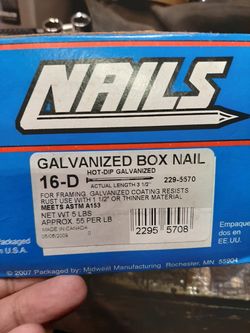 NAILS
GALVANIZED BOX NAIL
HOT-DIP GALVANIZED
16-D
229-5570
ACTUAL LENGTH 3 1/2"
FOR FRAMING. GALVANIZED COATING RESISTS
RUST USE WITH 1 1/2" OR THINNER MATERIAL
MEETS ASTM A153
NET WT 5 LBS
APPROX. 55 PER LB
MADE IN CANADA
2295 5708
Packaged
n U.S.A.
Empaque
dos en
EE.
© 2007 Packaged by: Midwest Manufacturing, Rochester, MN 55904